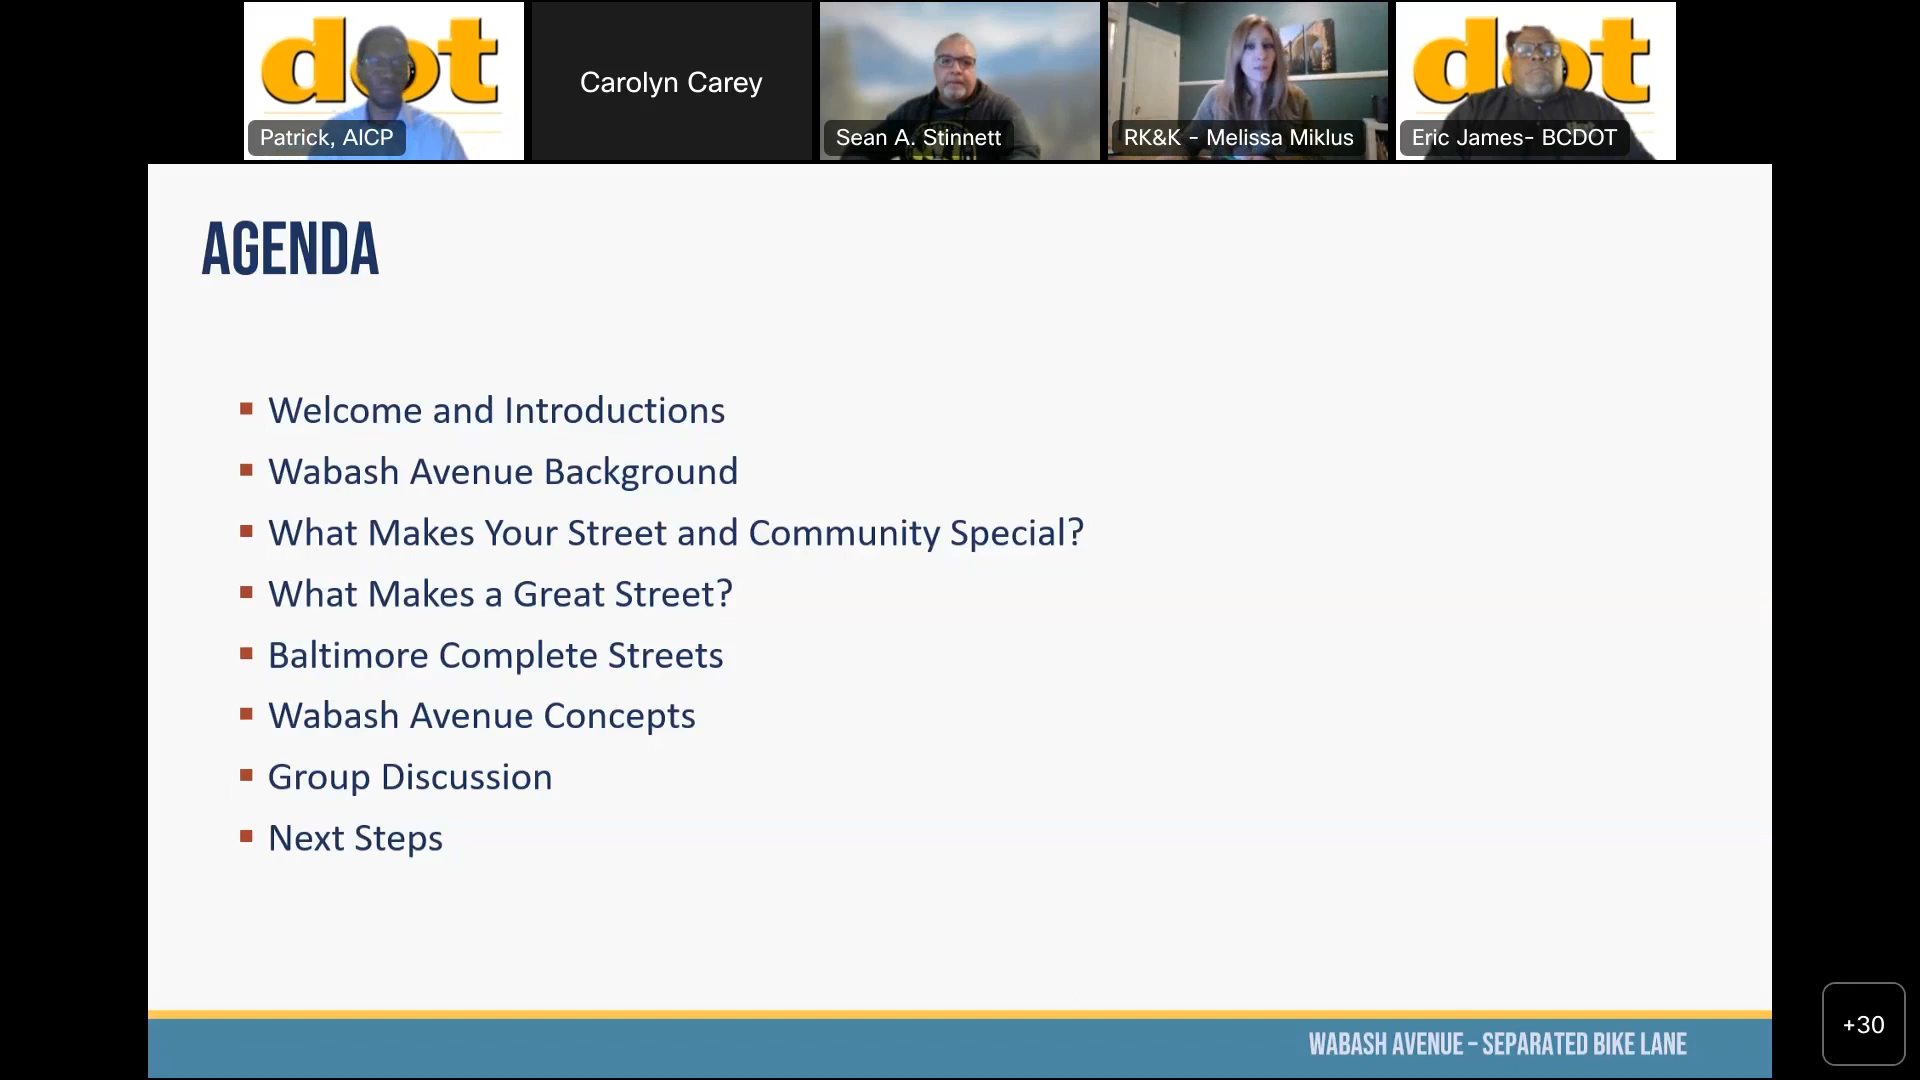 dot
Patrick, AICP
Carolyn Carey
Sean A. Stinnett
RK&K - Melissa Miklus
dot
Eric James- BCDOT
AGENDA
Welcome and Introductions
Wabash Avenue Background
What Makes Your Street and Community Special?
What Makes a Great Street?
Baltimore Complete Streets
Wabash Avenue Concepts
Group Discussion
Next Steps
WABASH AVENUE – SEPARATED BIKE LANE
+30